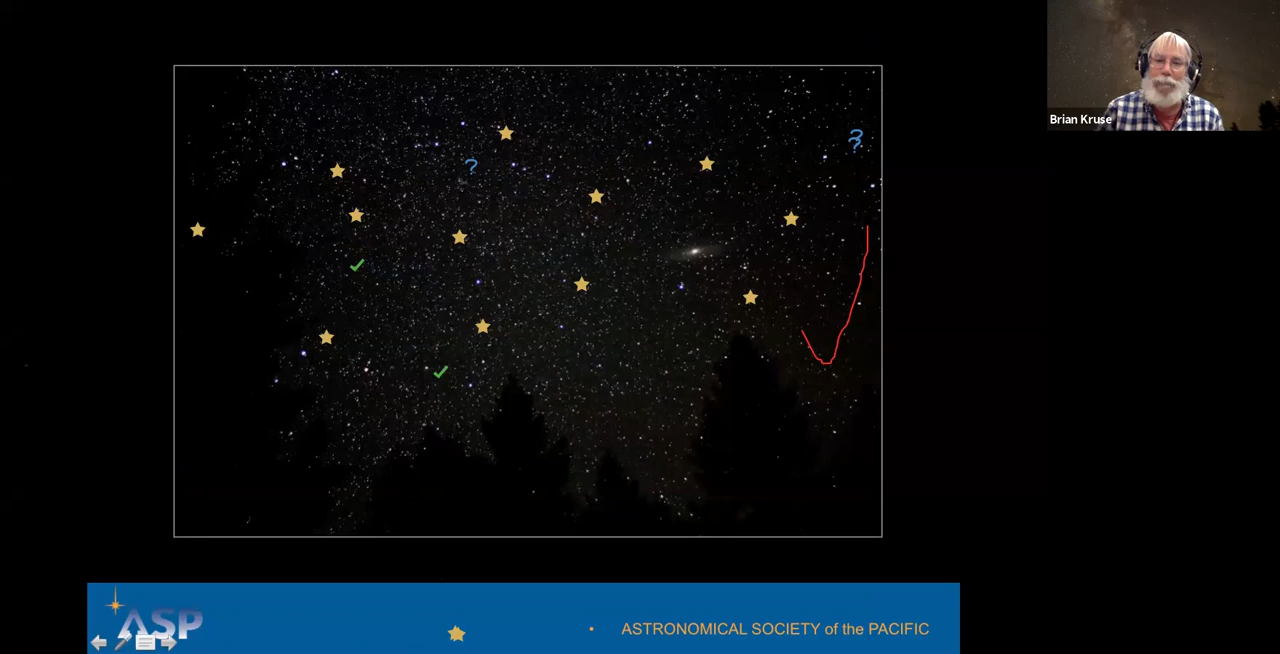 ?
?
?
Brian Kruse
ASP
• ASTRONOMICAL SOCIETY of the PACIFIC